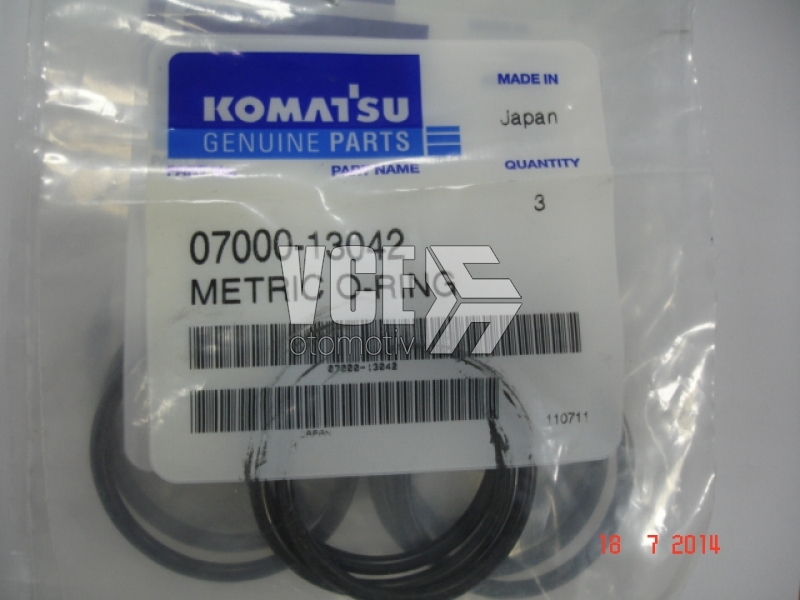 KOMATSU
GENUINE PARTS
MADE IN
Japan
PART NAME
QUANTITY
3
07000-13042
METRIC O-RING
VCE
otomotiv
07000-13042
JAPAN
110711
18 7 2014